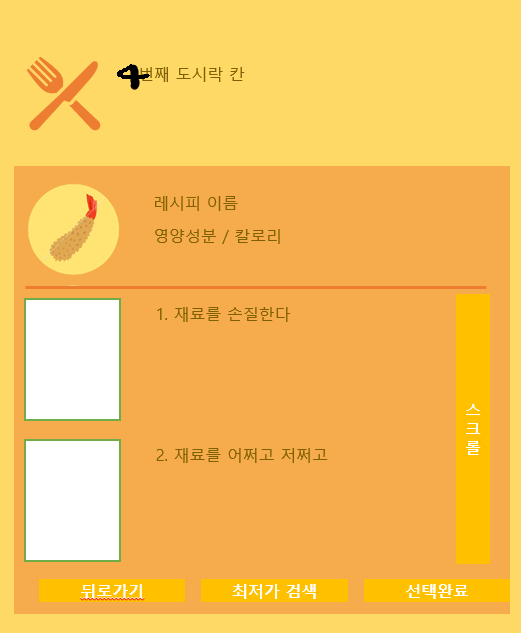 4번째 도시락 칸
레시피 이름
영양성분 / 칼로리
1. 재료를 손질한다
스크롤
2. 재료를 어쩌고 저쩌고
뒤로가기
최저가 검색
선택완료